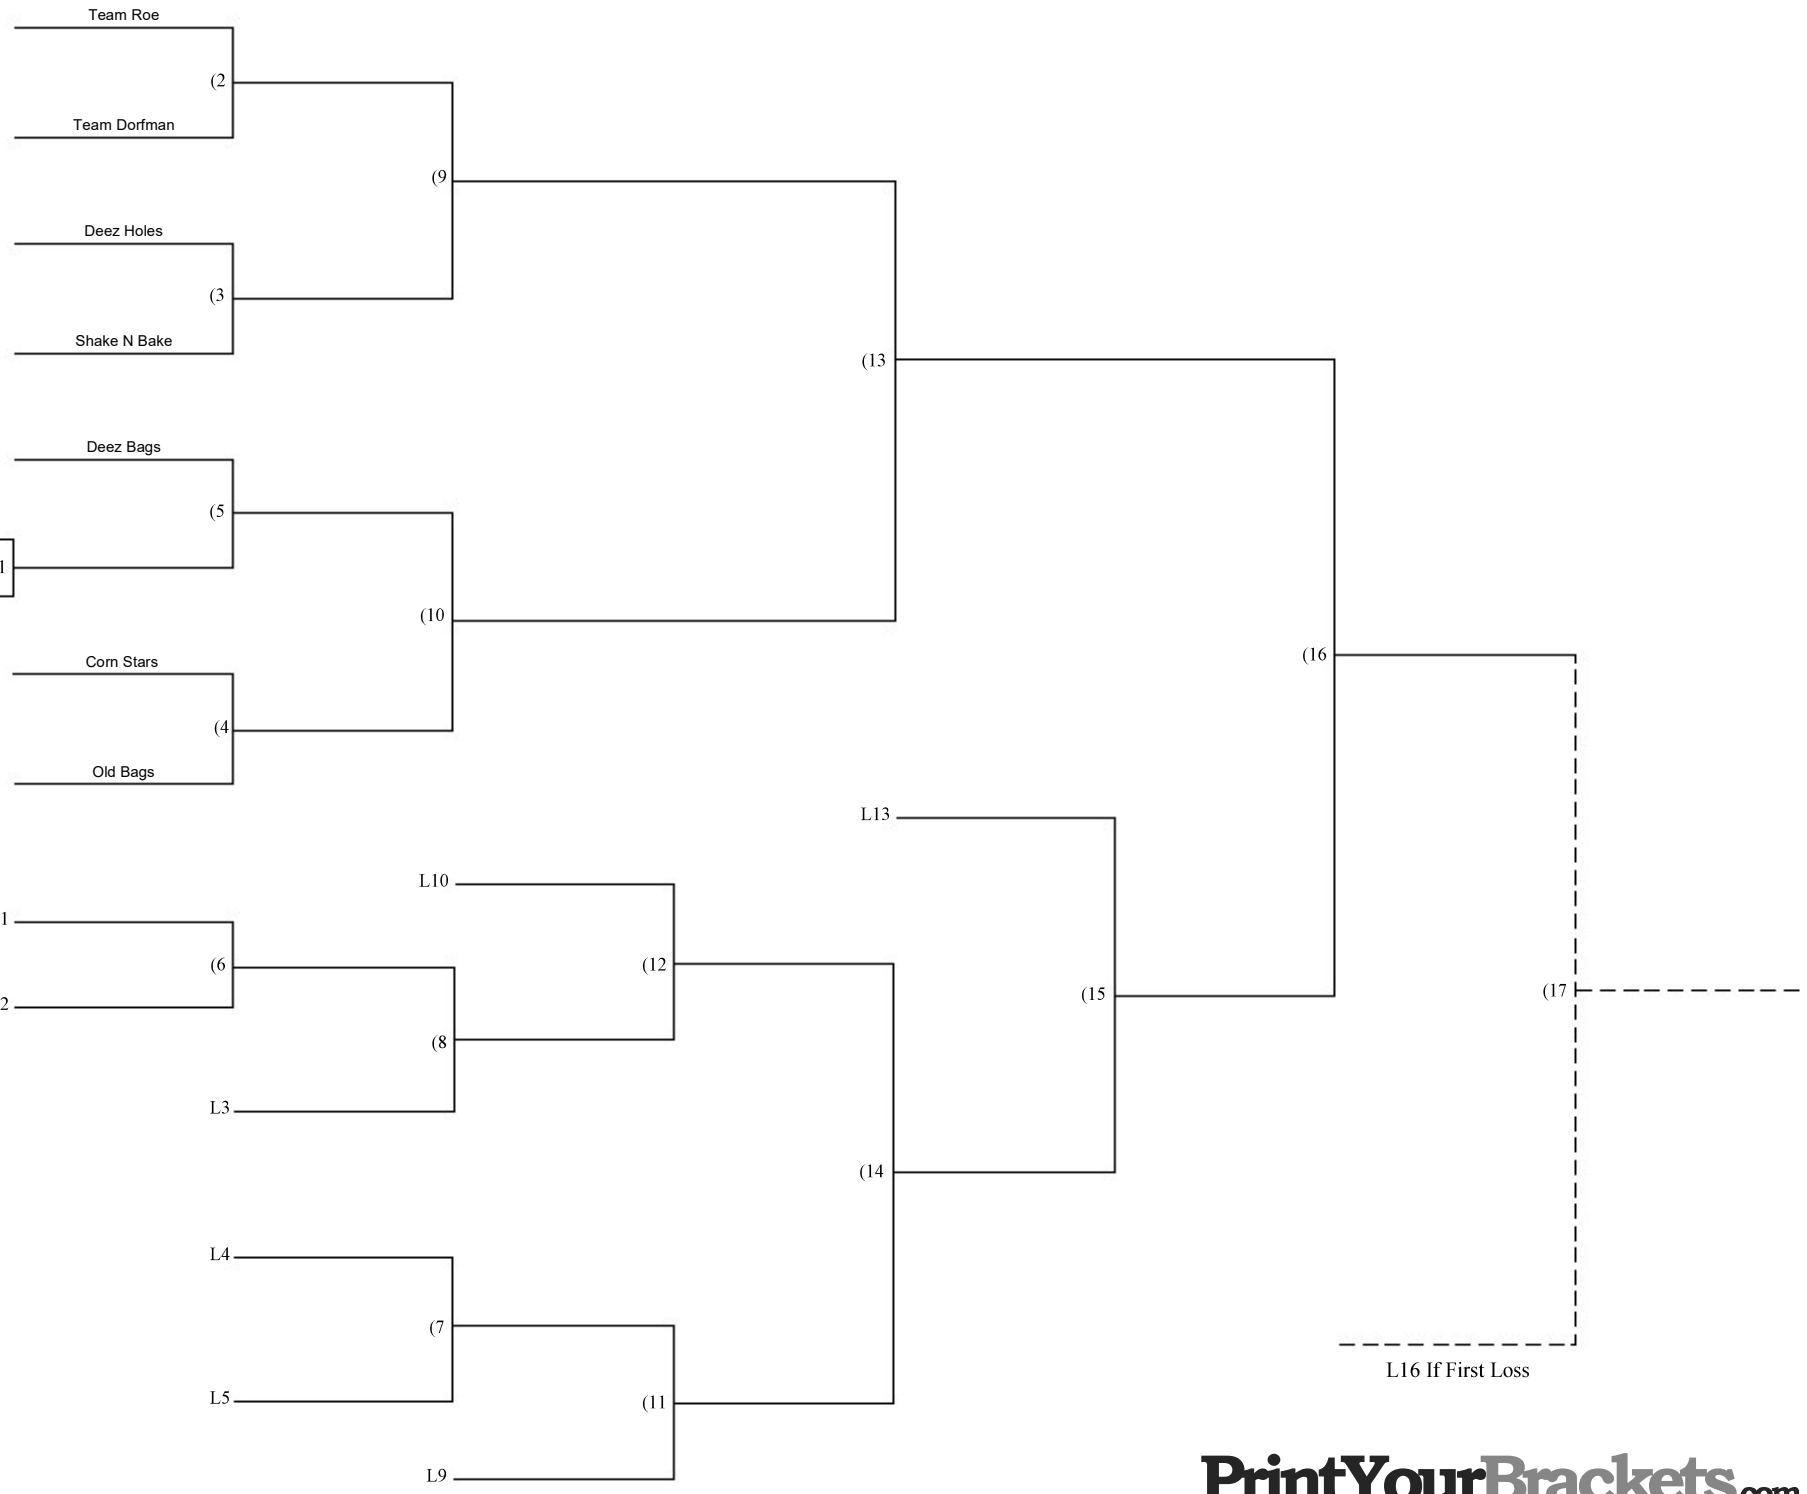 Team Roe
(2
Team Dorfman
(9
Deez Holes
(3
Shake N Bake
(13
Deez Bags
(5
1
(10
Corn Stars
(4
Old Bags
(16
L13
L10
1
(6
(12
2
(8
(15
(17
L3
(14
L4
(7
L16 If First Loss
L5
(11
L9
PrintYourBrackets.com